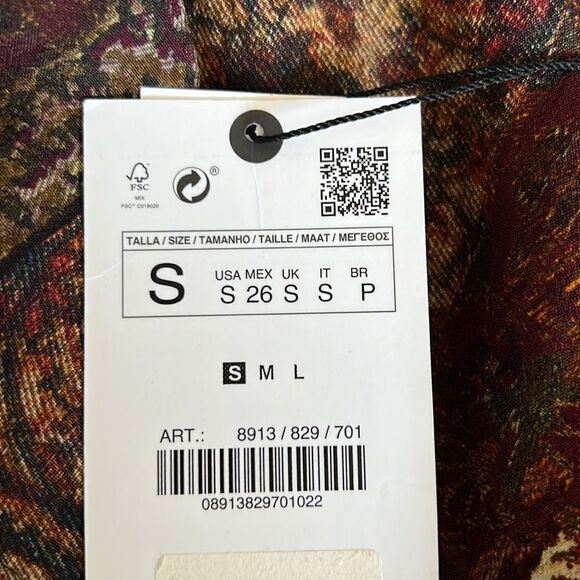 ®
FSC
MIX
FSC™ C018020
TALLA / SIZE / TAMANHO / TAILLE / MAAT / ΜΕΓΕΘΟΣ
S
USA MEX UK IT BR
S 26 S S P
S M L
ART.: 8913 / 829 / 701
08913829701022